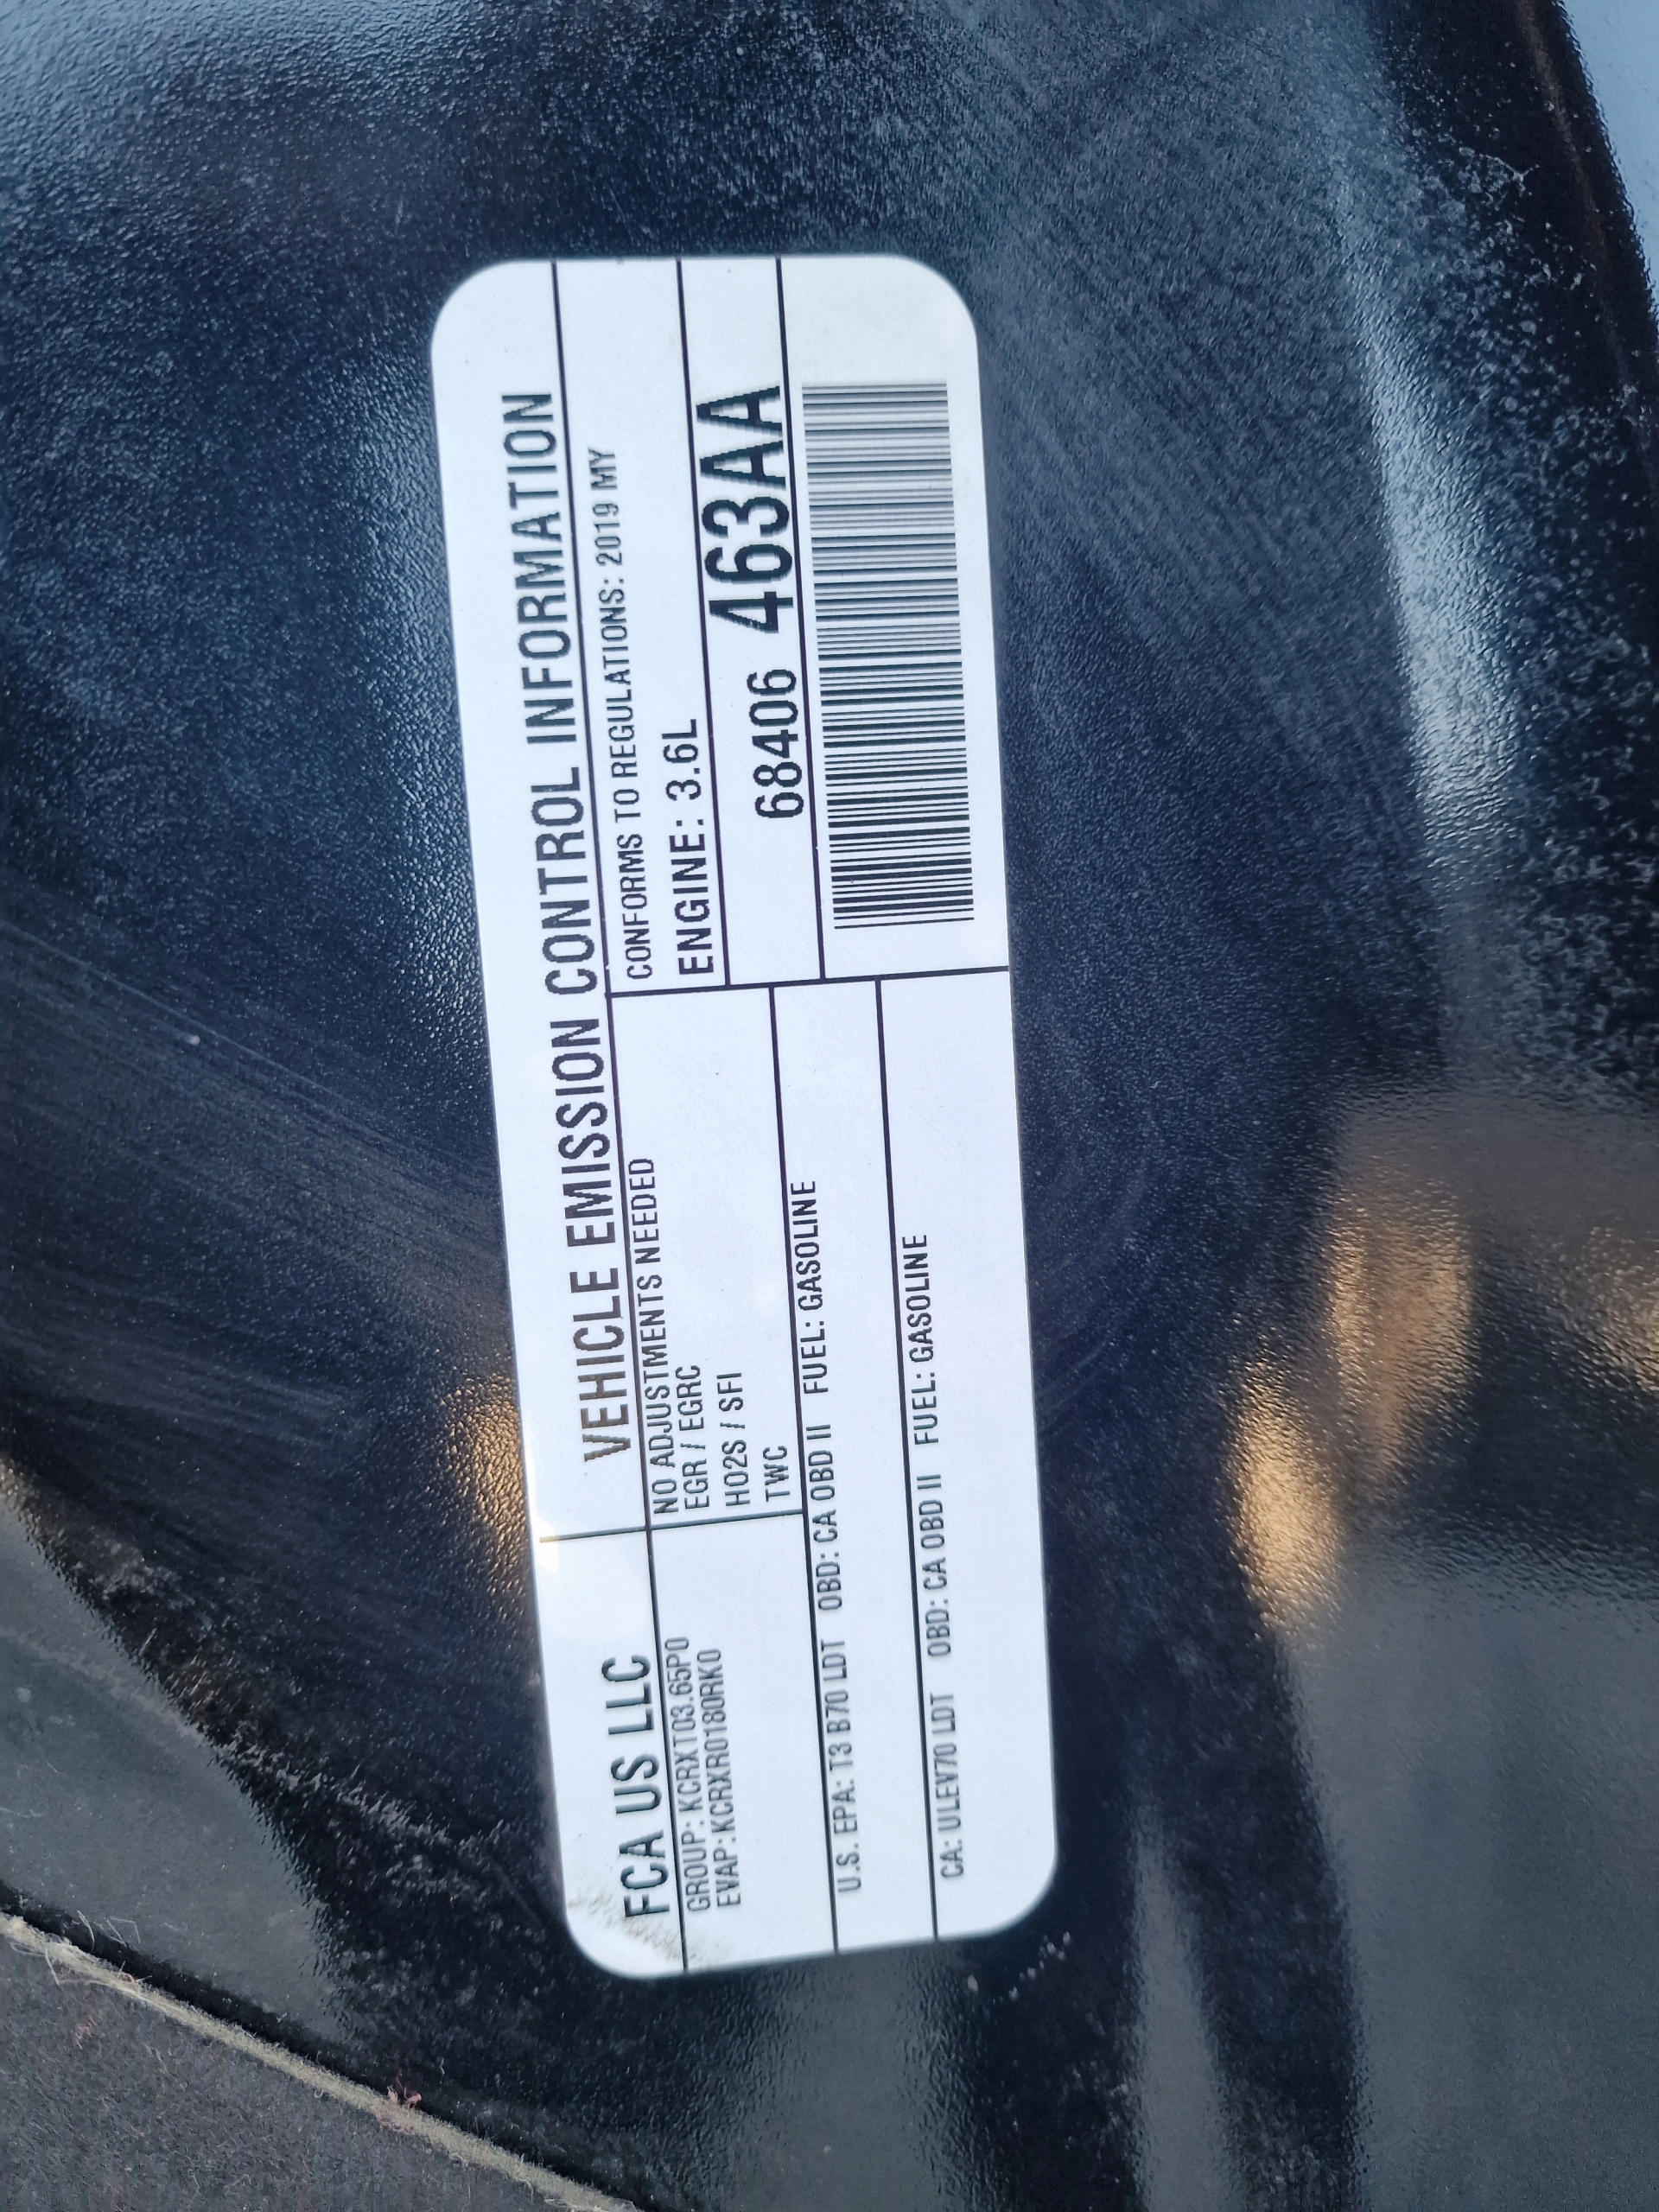 VEHICLE EMISSION CONTROL INFORMATION
FCA US LLC
GROUP: KCRXT03.65P0
EVAP: KCRXR0180RK0
NO ADJUSTMENTS NEEDED
EGR / EGRC
HO2S / SFI
TWC
CONFORMS TO REGULATIONS: 2019 MY
ENGINE: 3.6L
68406 463AA
U.S. EPA: T3 B70 LDT OBD: CA OBD II FUEL: GASOLINE
CA: ULEV70 LDT OBD: CA OBD II FUEL: GASOLINE